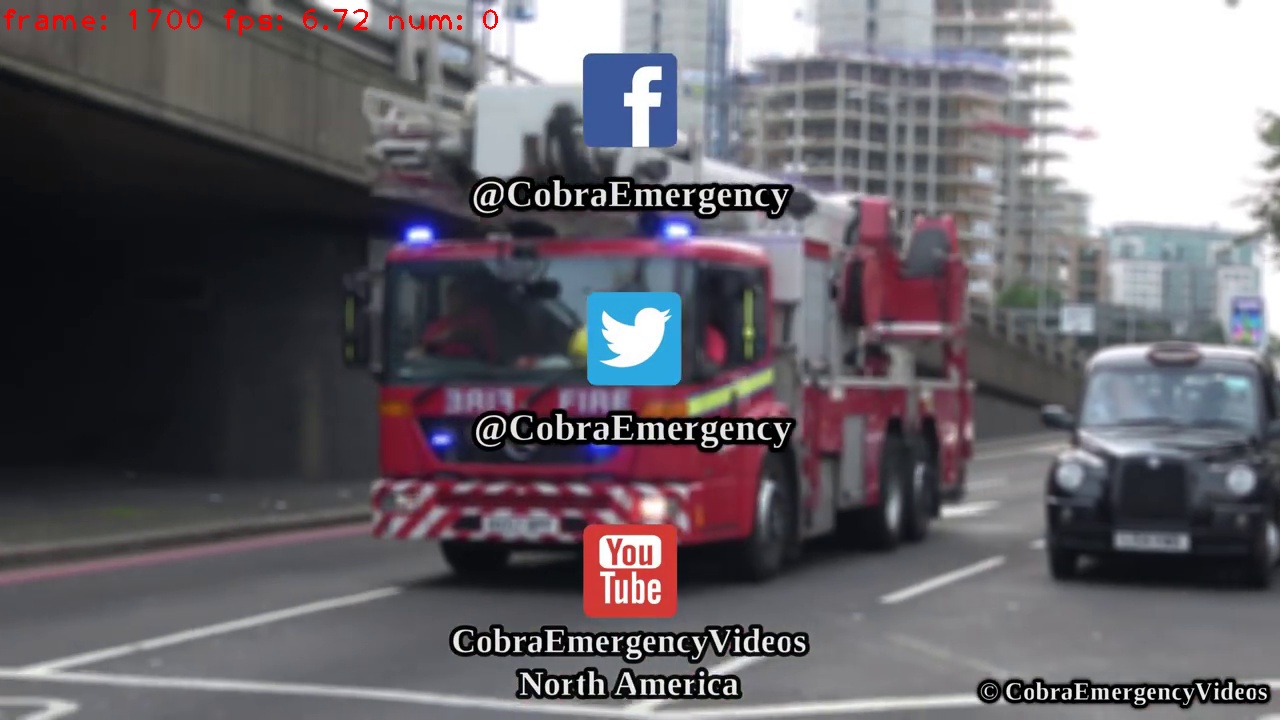 frame: 1700 fps: 6.72 num: 0
f
@CobraEmergency
@CobraEmergency
FIRE
You
Tube
CobraEmergencyVideos
North America
© CobraEmergencyVideos